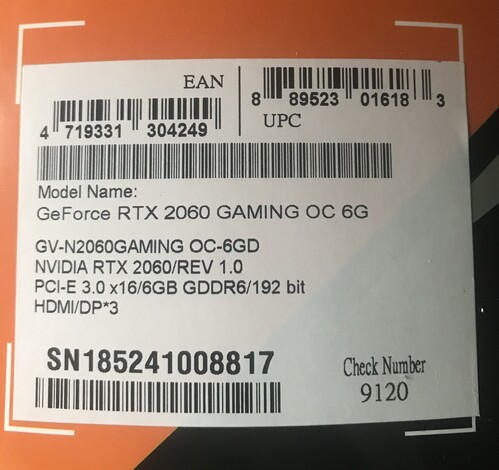 EAN
4 719331 304249
8 89523 01618 3
UPC
Model Name:
GeForce RTX 2060 GAMING OC 6G
GV-N2060GAMING OC-6GD
NVIDIA RTX 2060/REV 1.0
PCI-E 3.0 x16/6GB GDDR6/192 bit
HDMI/DP*3
SN185241008817
Check Number
9120